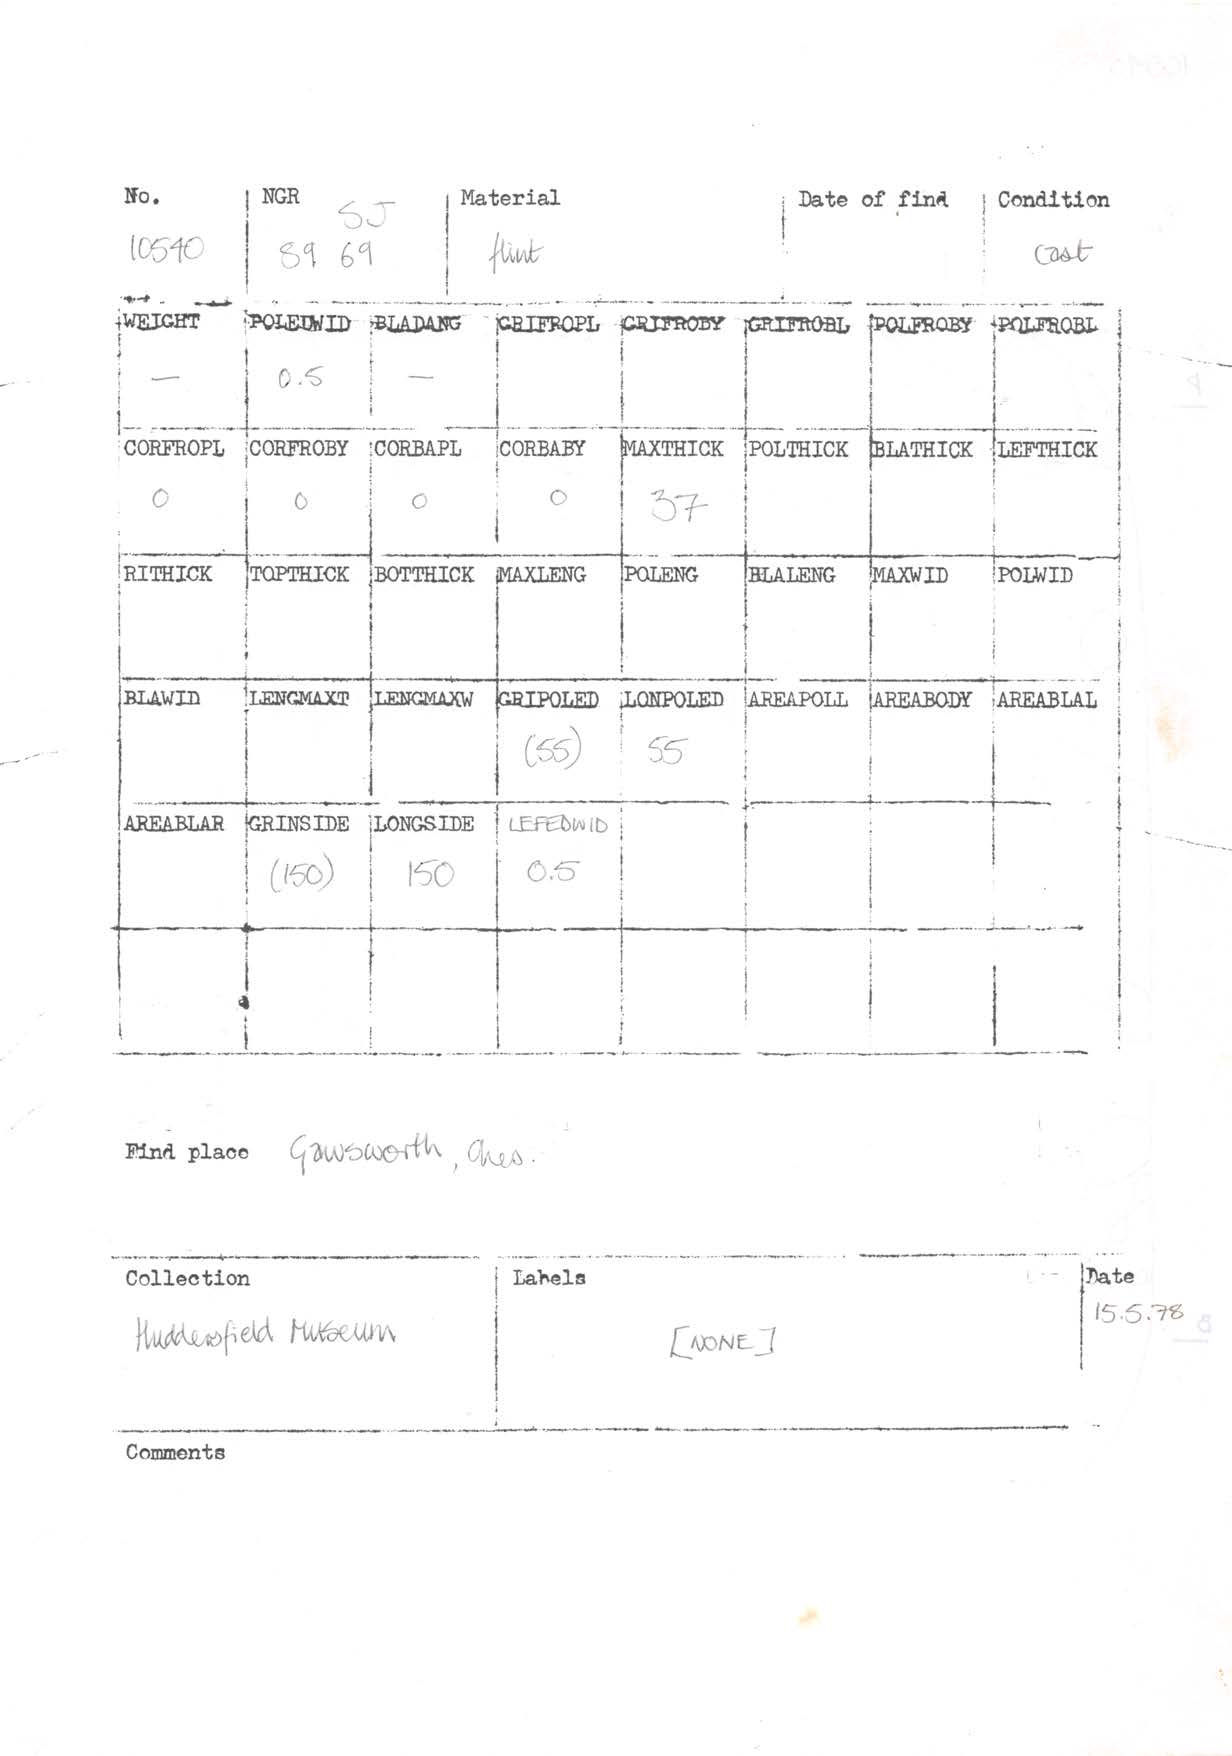 No. NGR Material Date of find Condition
SJ
10540 89 69 flint Cast
WEIGHT POLEDWID BLADANG GRIFROPL GRIFROBY GRIFROBL POLFROBY POLFROBL
— 0.5 —
CORFROPL CORFROBY CORBAPL CORBABY MAXTHICK POLTHICK BLATHICK LEFTHICK
0 0 0 0 37
RITHICK TOPTHICK BOTTHICK MAXLENG POLENG BLALENG MAXWID POLWID
BLAWID LENGMAXT LENGMAXW GRIPOLED LONPOLED AREAPOLL AREABODY AREABLAL
(55) 55
AREABLAR GRINSIDE LONGSIDE LEFEDWID
(150) 150 0.5
Find place Gawsworth, Ches.
Collection Labels Date
15.5.78
Huddersfield Museum [NONE]
Comments